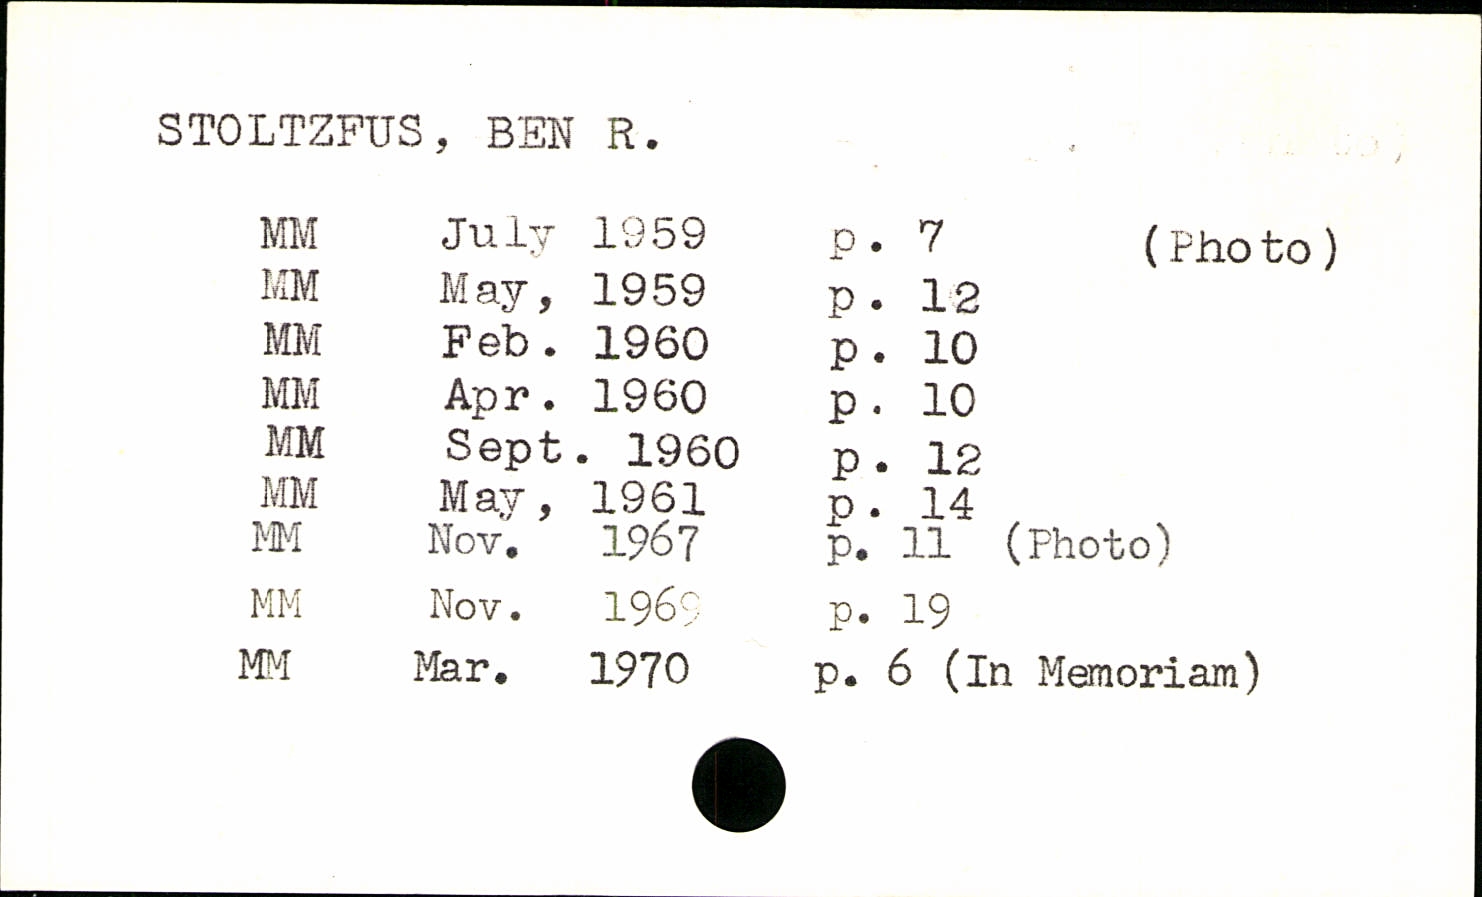 STOLTZFUS, BEN R.
MM July 1959 p. 7 (Photo)
MM May, 1959 p. 12
MM Feb. 1960 p. 10
MM Apr. 1960 p. 10
MM Sept. 1960 p. 12
MM May, 1961 p. 14
MM Nov. 1967 p. 11 (Photo)
MM Nov. 1969 p. 19
MM Mar. 1970 p. 6 (In Memoriam)